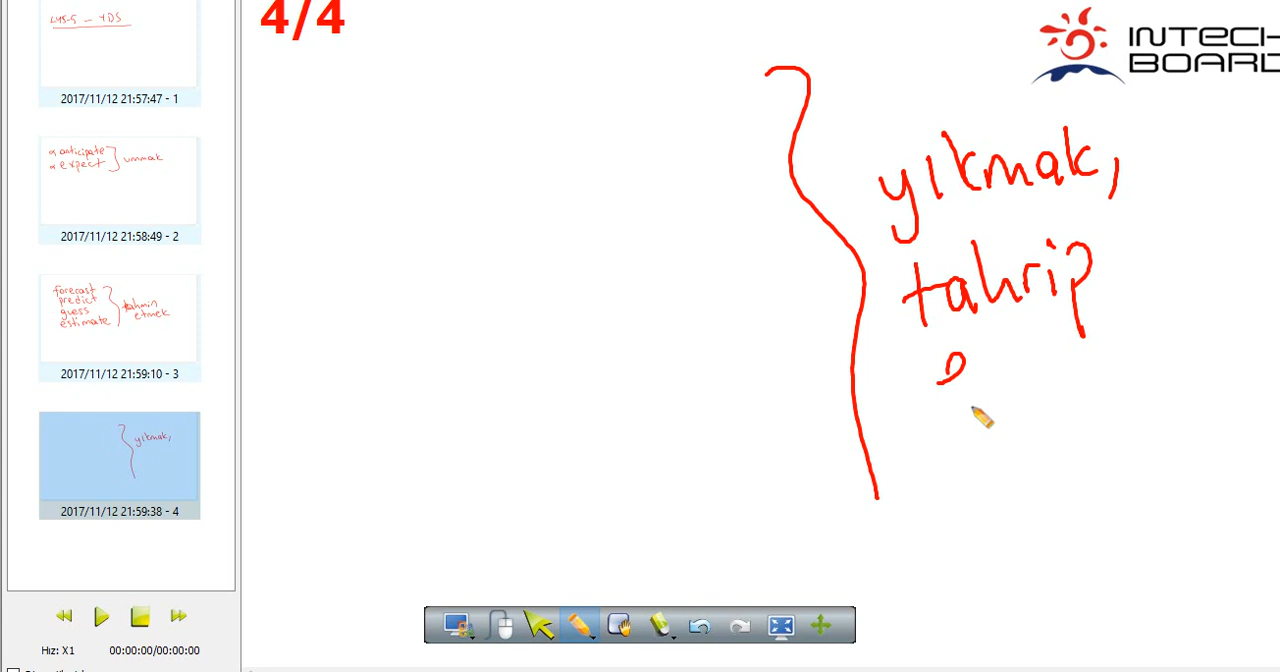 LYS-5 - YDS
2017/11/12 21:57:47 - 1
anticipate
expect
ummak
2017/11/12 21:58:49 - 2
forecast
predict
guess
estimate
tahmin
etmek
2017/11/12 21:59:10 - 3
yıkmak,
2017/11/12 21:59:38 - 4
Hız: X1 00:00:00/00:00:00
4/4
INTECH
BOARD
yıkmak,
tahrip